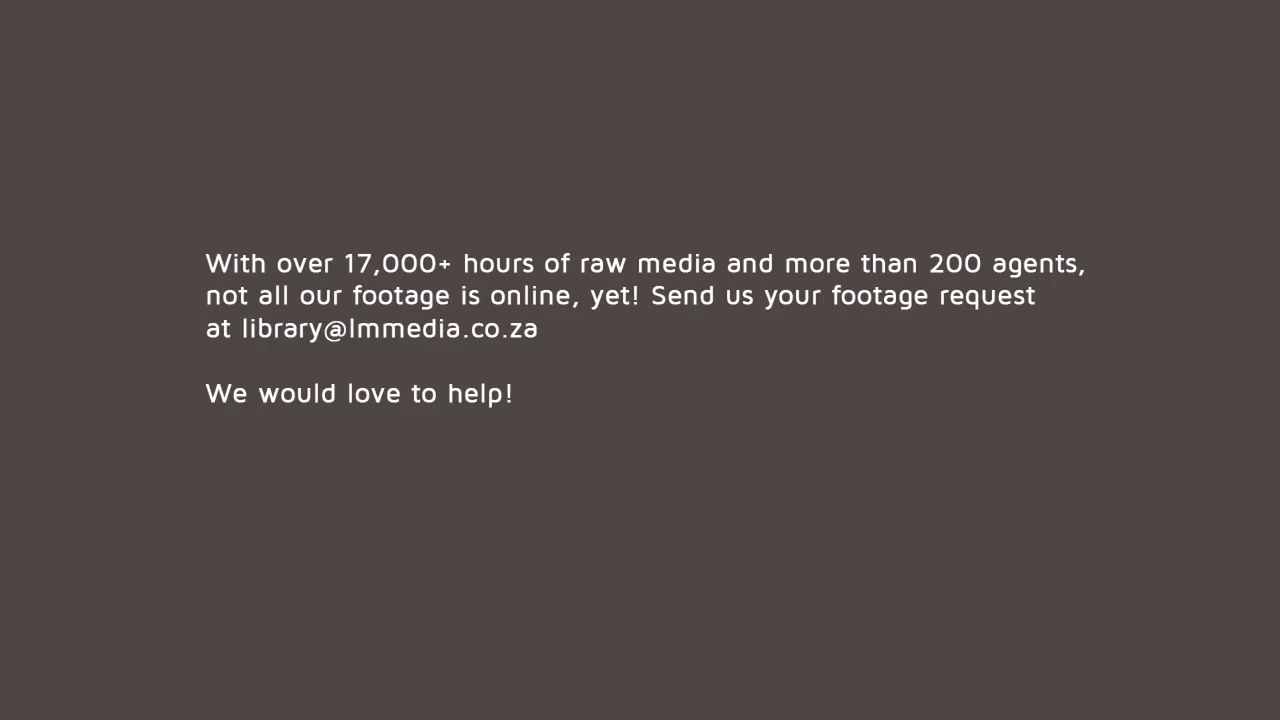 With over 17,000+ hours of raw media and more than 200 agents,
not all our footage is online, yet! Send us your footage request
at library@lmmedia.co.za
We would love to help!